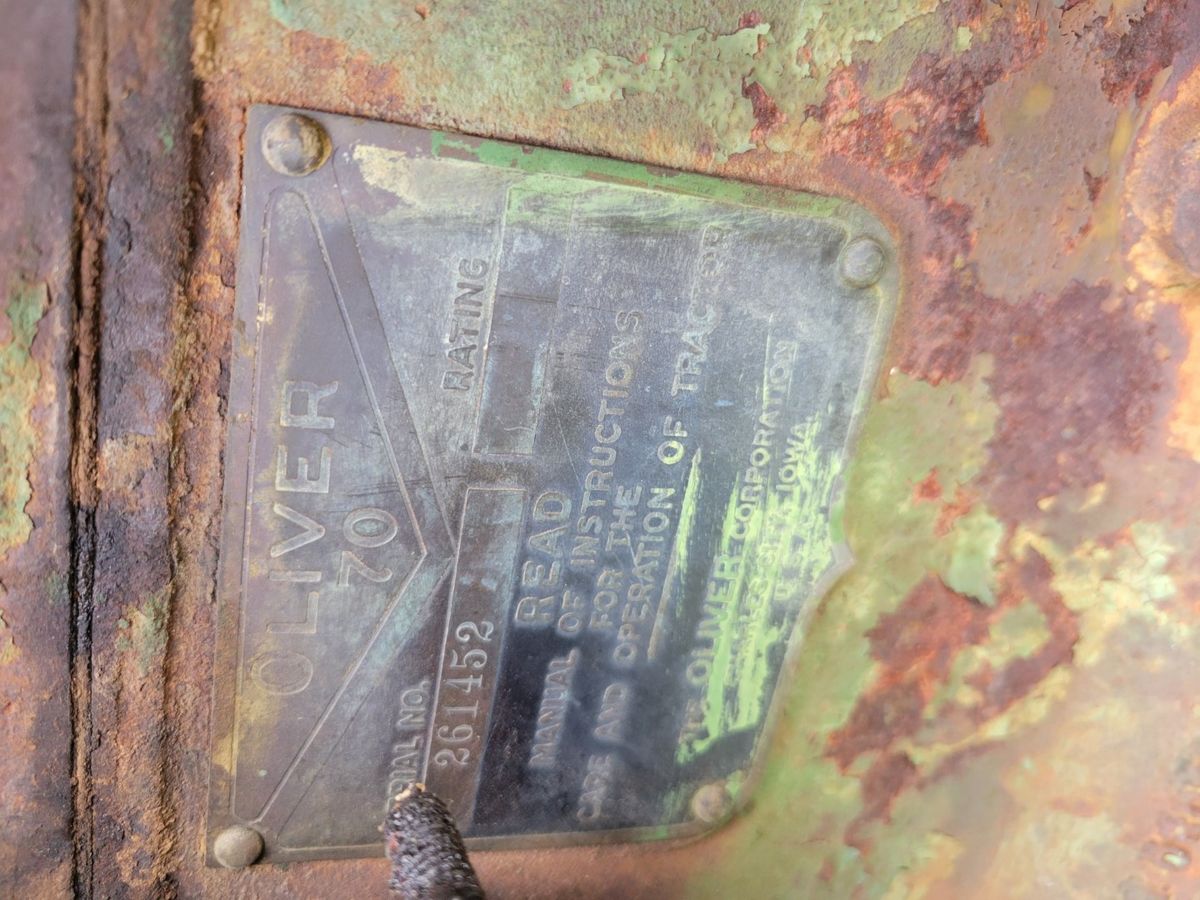 OLIVER
70
SERIAL NO.
261452
RATING
READ
MANUAL OF INSTRUCTIONS
FOR THE
CARE AND OPERATION OF TRACTOR
THE OLIVER CORPORATION
CHARLES CITY, IOWA
U. S. A.